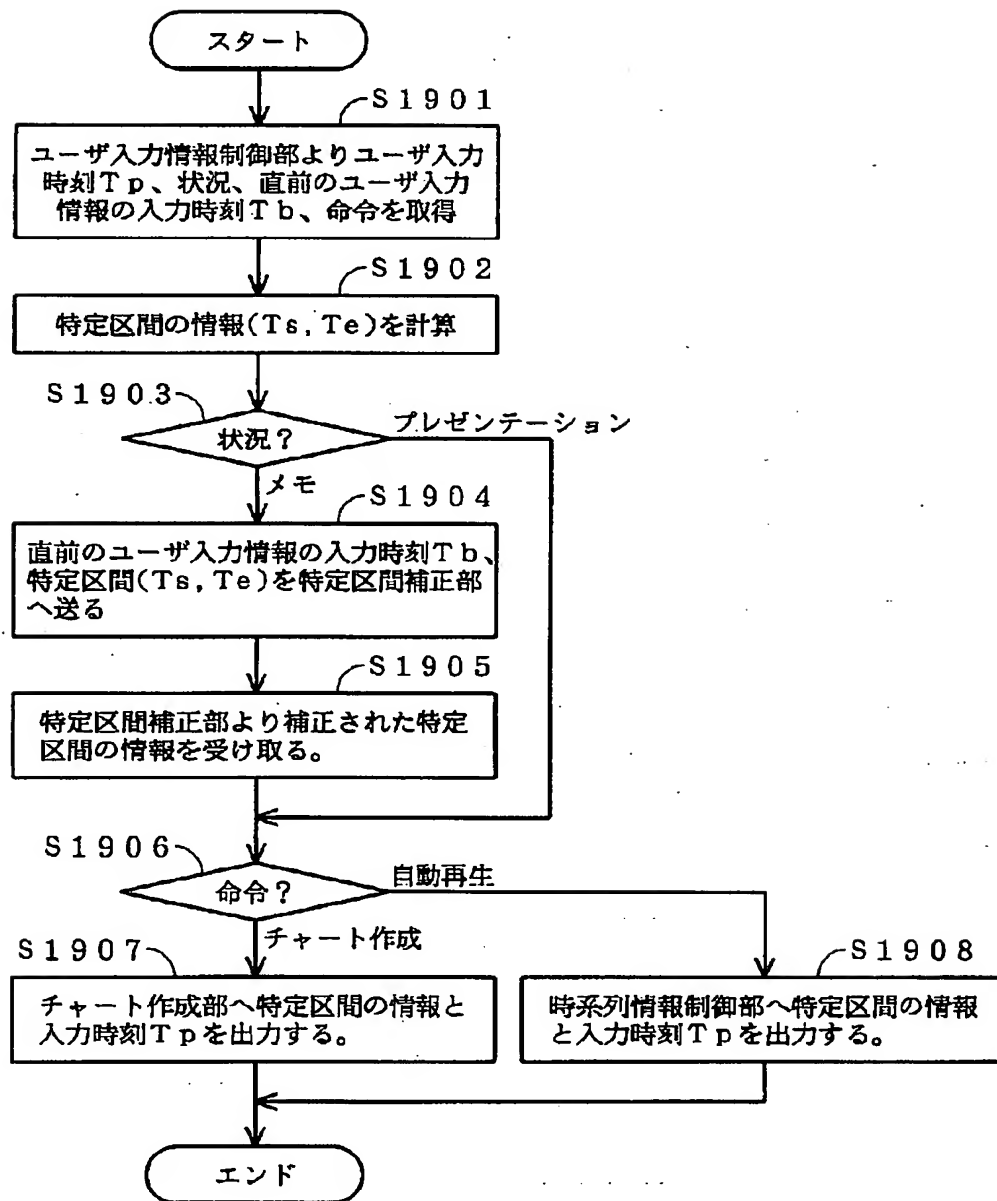 スタート
S1901
ユーザ入力情報制御部よりユーザ入力
時刻Tp、状況、直前のユーザ入力
情報の入力時刻Tb、命令を取得
S1902
特定区間の情報(Ts,Te)を計算
S1903
状況?
プレゼンテーション
メモ
S1904
直前のユーザ入力情報の入力時刻Tb、
特定区間(Ts,Te)を特定区間補正部
へ送る
S1905
特定区間補正部より補正された特定
区間の情報を受け取る。
S1906
命令?
自動再生
チャート作成
S1907
チャート作成部へ特定区間の情報と
入力時刻Tpを出力する。
S1908
時系列情報制御部へ特定区間の情報
と入力時刻Tpを出力する。
エンド